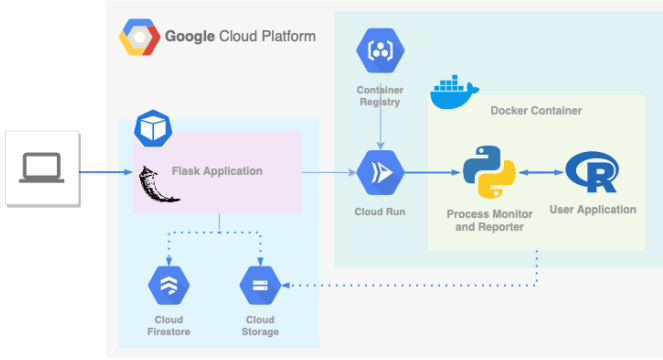 Google Cloud Platform
Container
Registry
Docker Container
Flask Application
Cloud Run
Process Monitor
and Reporter
R
User Application
Cloud
Firestore
Cloud
Storage